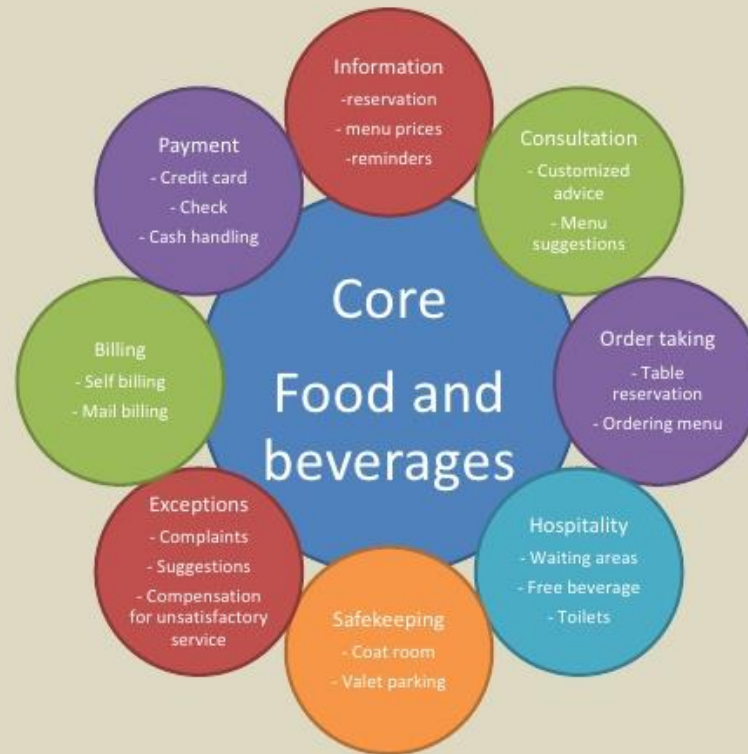 Information
-reservation
- menu prices
-reminders
Consultation
- Customized
advice
- Menu
suggestions
Order taking
- Table
reservation
- Ordering menu
Hospitality
- Waiting areas
- Free beverage
- Toilets
Safekeeping
- Coat room
- Valet parking
Exceptions
- Complaints
- Suggestions
- Compensation
for unsatisfactory
service
Billing
- Self billing
- Mail billing
Payment
- Credit card
- Check
- Cash handling
Core
Food and
beverages